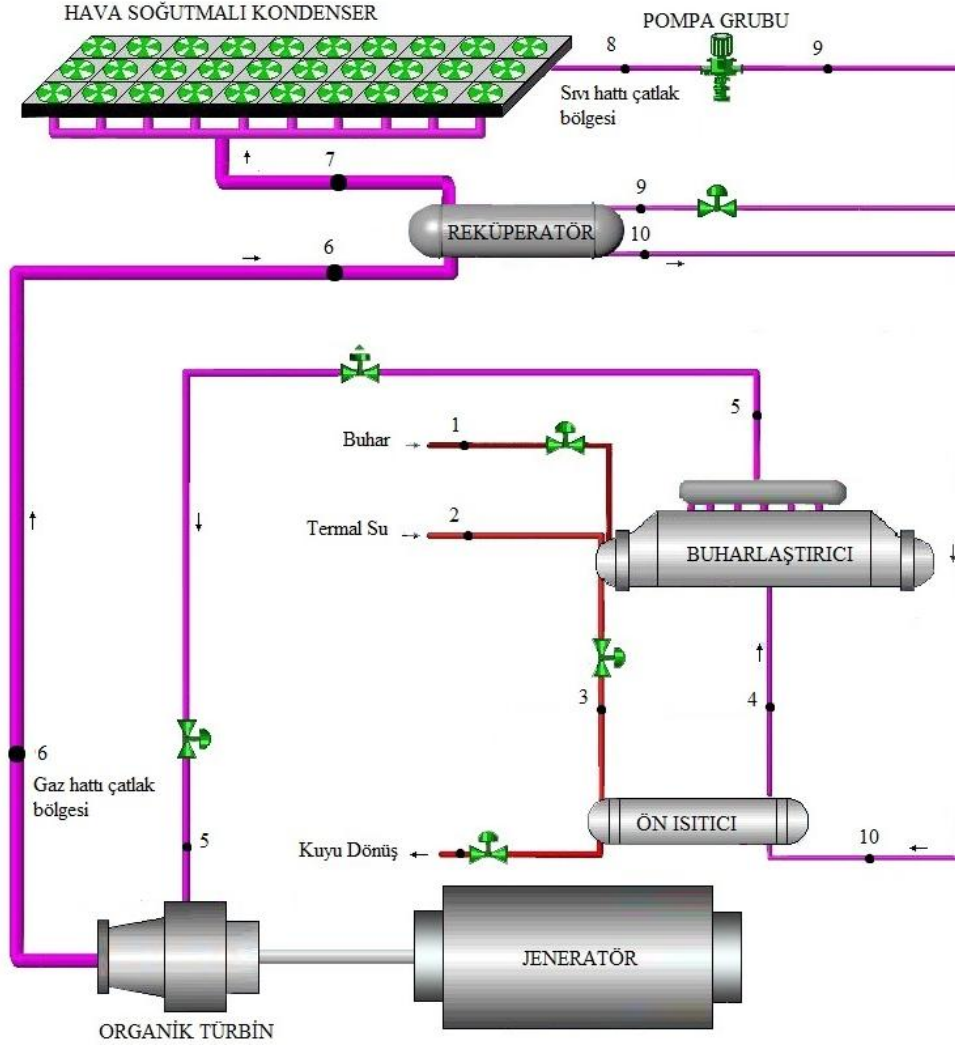 HAVA SOĞUTMALI KONDENSER
POMPA GRUBU
8
9
Sıvı hattı çatlak
bölgesi
7
9
REKÜPERATÖR
10
6
5
1
Buhar
2
Termal Su
BUHARLAŞTIRICI
3
4
6
Gaz hattı çatlak
bölgesi
5
ÖN ISITICI
10
Kuyu Dönüş
JENERATÖR
ORGANİK TÜRBİN